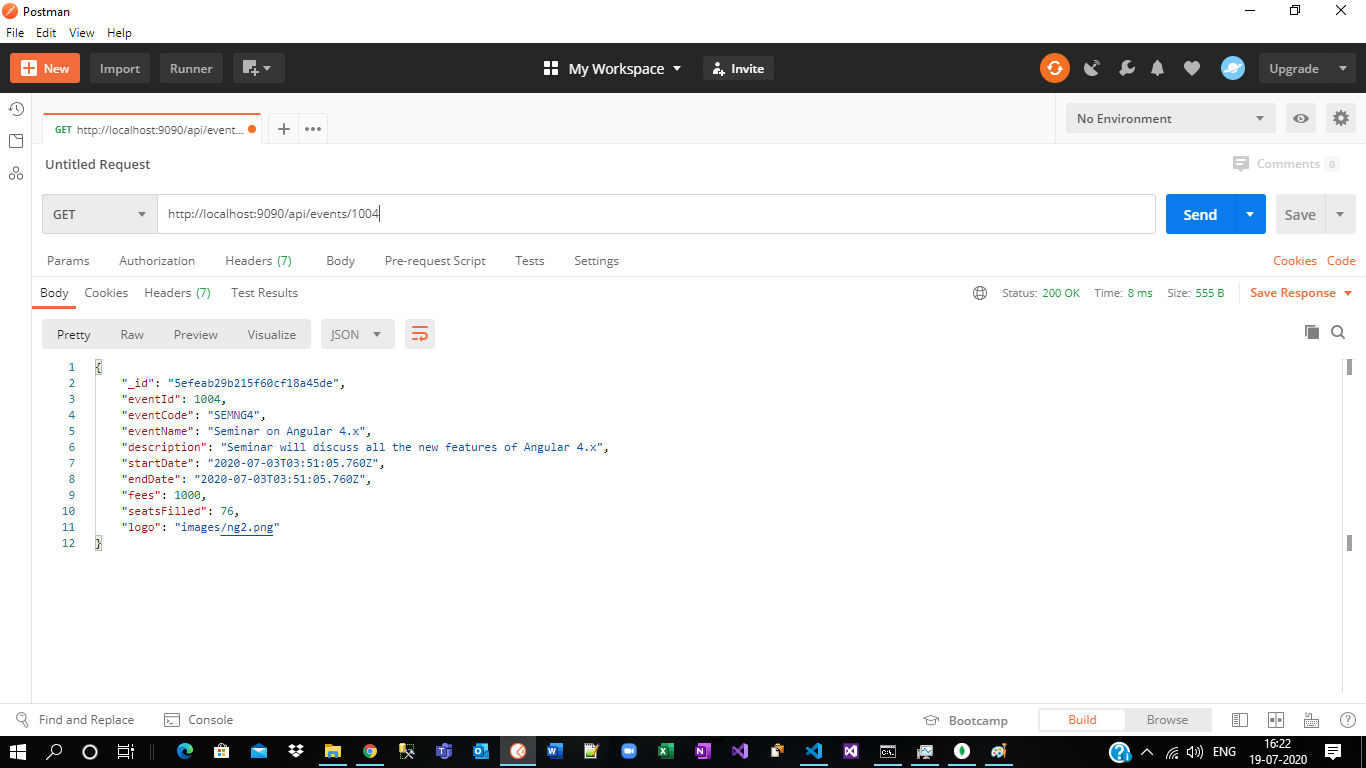 Postman
File Edit View Help
New Import Runner My Workspace Invite Upgrade
GET http://localhost:9090/api/event... No Environment
Untitled Request Comments 0
GET http://localhost:9090/api/events/1004 Send Save
Params Authorization Headers (7) Body Pre-request Script Tests Settings Cookies Code
Body Cookies Headers (7) Test Results Status: 200 OK Time: 8 ms Size: 555 B Save Response
Pretty Raw Preview Visualize JSON
1 {
2 "_id": "5efeab29b215f60cf18a45de",
3 "eventId": 1004,
4 "eventCode": "SEMNG4",
5 "eventName": "Seminar on Angular 4.x",
6 "description": "Seminar will discuss all the new features of Angular 4.x",
7 "startDate": "2020-07-03T03:51:05.760Z",
8 "endDate": "2020-07-03T03:51:05.760Z",
9 "fees": 1000,
10 "seatsFilled": 76,
11 "logo": "images/ng2.png"
12 }
Find and Replace Console Bootcamp Build Browse
ENG 16:22
19-07-2020